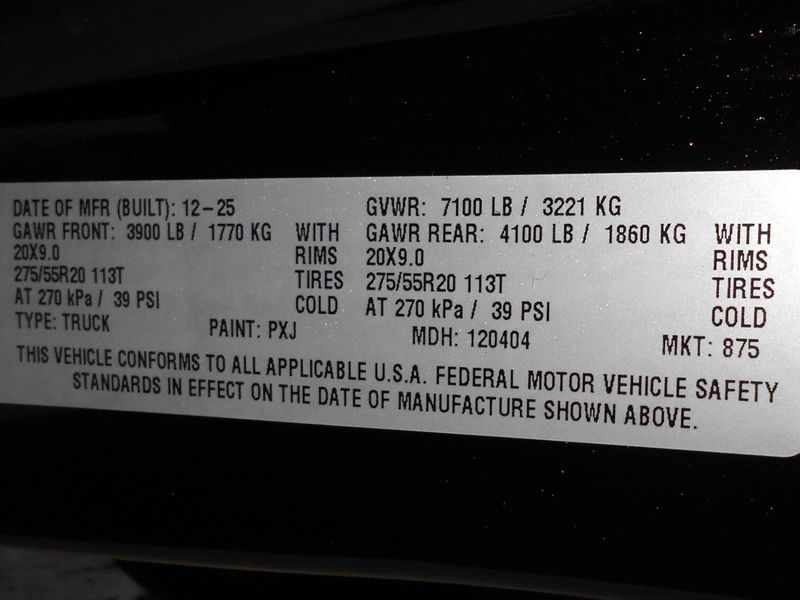 DATE OF MFR (BUILT): 12-25 GVWR: 7100 LB / 3221 KG
GAWR FRONT: 3900 LB / 1770 KG WITH GAWR REAR: 4100 LB / 1860 KG WITH
20X9.0 RIMS 20X9.0 RIMS
275/55R20 113T TIRES 275/55R20 113T TIRES
AT 270 kPa / 39 PSI COLD AT 270 kPa / 39 PSI COLD
TYPE: TRUCK PAINT: PXJ MDH: 120404 MKT: 875
THIS VEHICLE CONFORMS TO ALL APPLICABLE U.S.A. FEDERAL MOTOR VEHICLE SAFETY
STANDARDS IN EFFECT ON THE DATE OF MANUFACTURE SHOWN ABOVE.